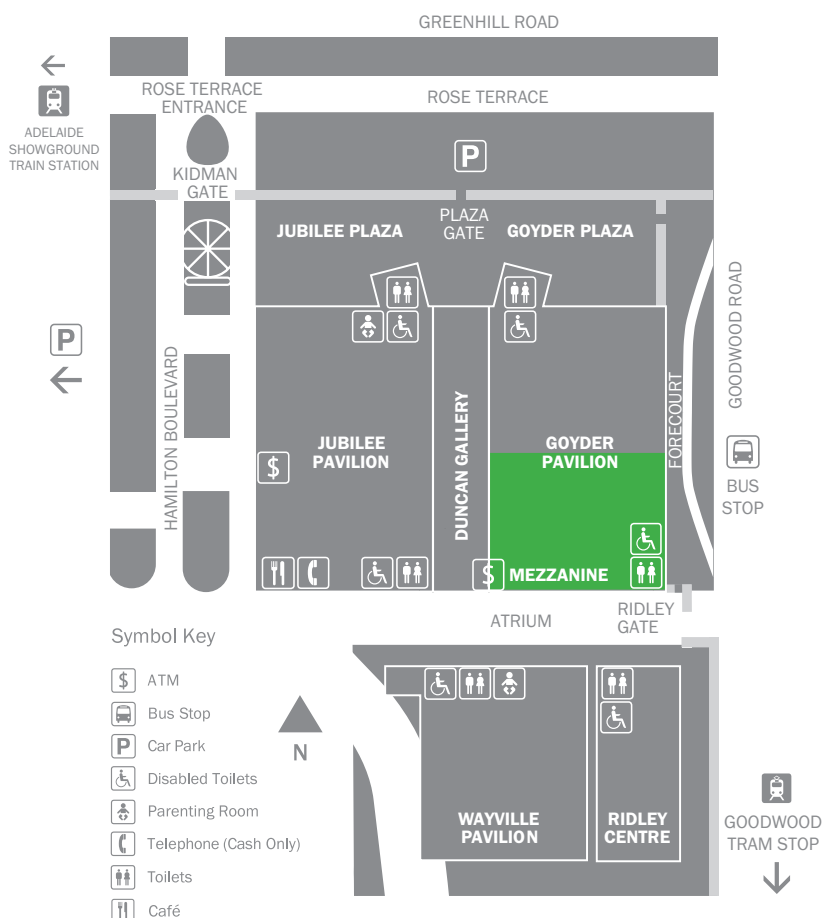 GREENHILL ROAD
ROSE TERRACE
ENTRANCE
ROSE TERRACE
ADELAIDE
SHOWGROUND
TRAIN STATION
P
KIDMAN
GATE
PLAZA
GATE
JUBILEE PLAZA
GOYDER PLAZA
GOODWOOD ROAD
P
HAMILTON BOULEVARD
JUBILEE
PAVILION
$
DUNCAN GALLERY
GOYDER
PAVILION
FORECOURT
BUS
STOP
$
MEZZANINE
ATRIUM
RIDLEY
GATE
Symbol Key
$ ATM
Bus Stop
P Car Park
Disabled Toilets
Parenting Room
Telephone (Cash Only)
Toilets
Café
N
WAYVILLE
PAVILION
RIDLEY
CENTRE
GOODWOOD
TRAM STOP